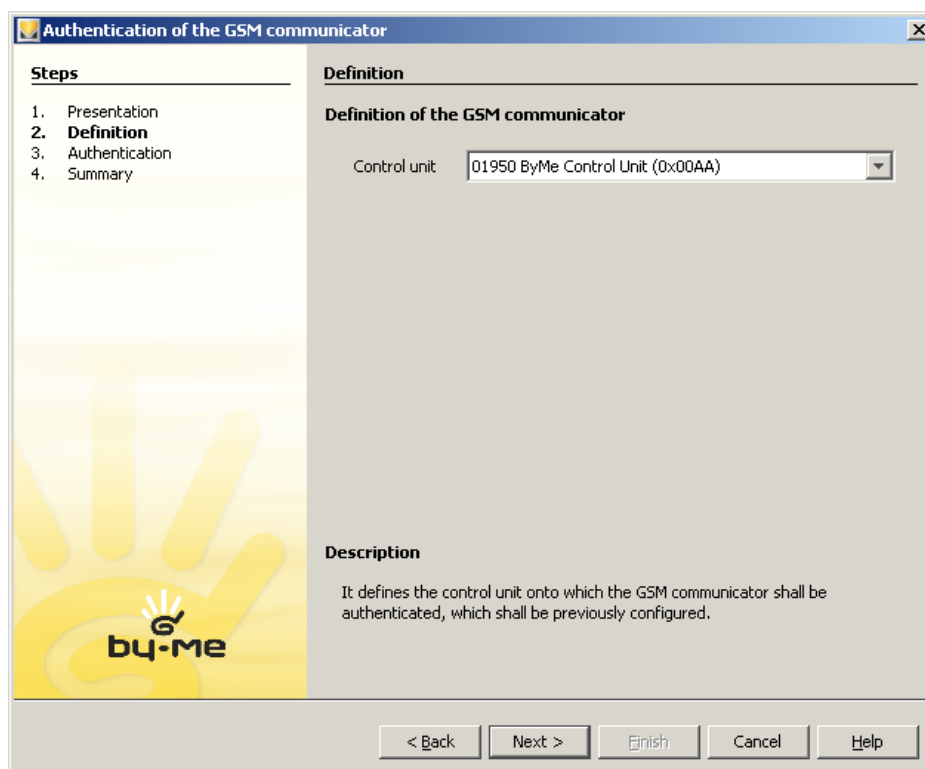 Authentication of the GSM communicator
Steps
1. Presentation
2. Definition
3. Authentication
4. Summary
by-me
Definition
Definition of the GSM communicator
Control unit 01950 ByMe Control Unit (0x00AA)
Description
It defines the control unit onto which the GSM communicator shall be
authenticated, which shall be previously configured.
< Back Next > Finish Cancel Help